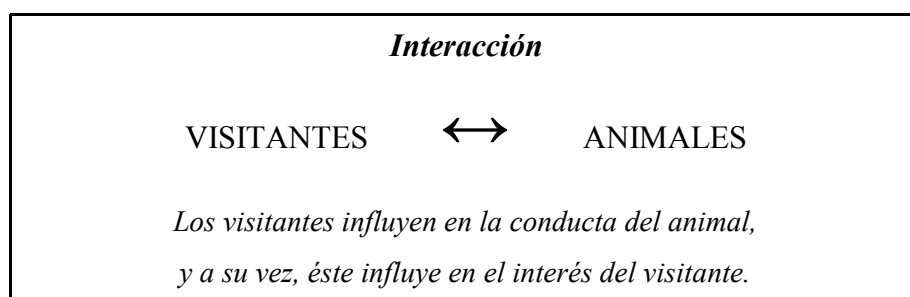 Interacción
VISITANTES ↔ ANIMALES
Los visitantes influyen en la conducta del animal,
y a su vez, éste influye en el interés del visitante.